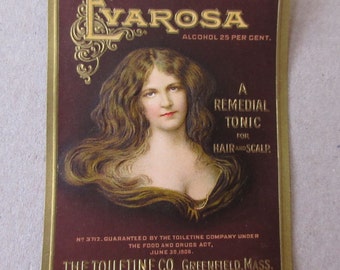 EVAROSA
ALCOHOL 25 PER CENT.
A
REMEDIAL
TONIC
FOR
HAIR AND SCALP.
Nº 3712. GUARANTEED BY THE TOILETINE COMPANY UNDER
THE FOOD AND DRUGS ACT,
JUNE 30, 1906.
THE TOILETINE CO. GREENFIELD, MASS.